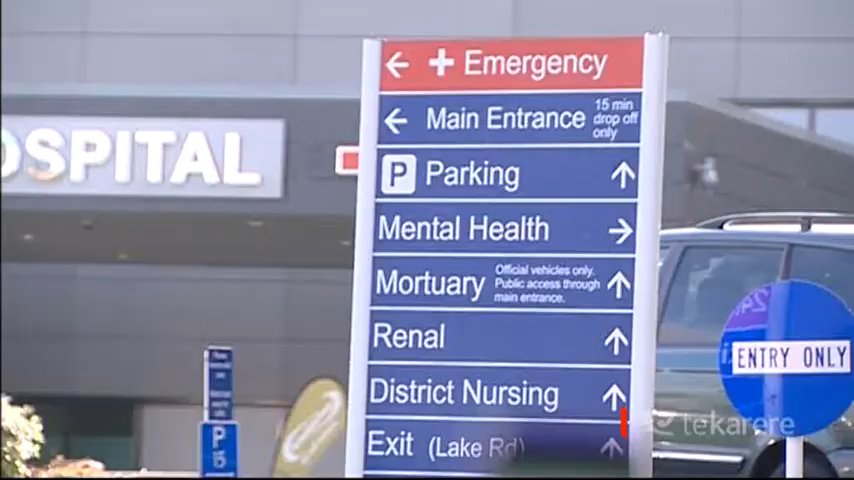 Emergency
Main Entrance 15 min
drop off
only
OSPITAL
P Parking
Mental Health
Mortuary Official vehicles only.
Public access through
main entrance.
Renal
District Nursing
Exit (Lake Rd)
ENTRY ONLY
P
tekarere